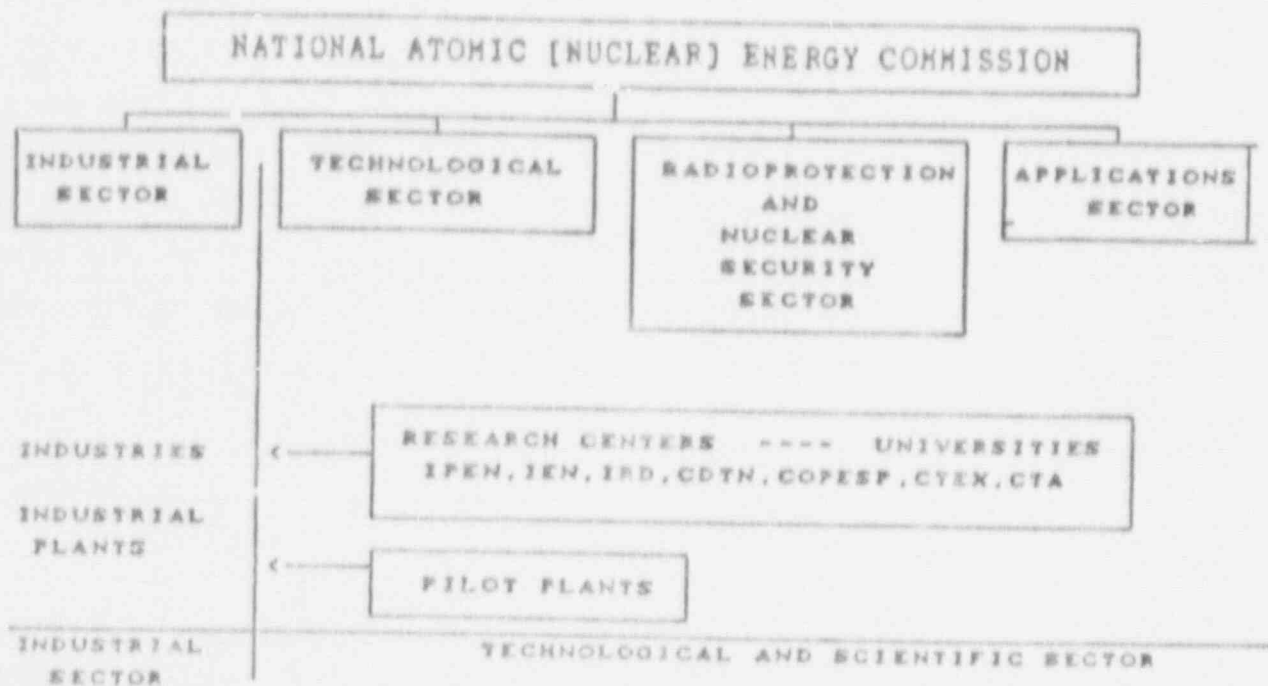 NATIONAL ATOMIC [NUCLEAR] ENERGY COMMISSION
INDUSTRIAL
SECTOR
TECHNOLOGICAL
SECTOR
RADIOPROTECTION
AND
NUCLEAR
SECURITY
SECTOR
APPLICATIONS
SECTOR
INDUSTRIES
RESEARCH CENTERS ---- UNIVERSITIES
IPEN, IEN, IRD, CDTN, COPESP, CTEX, CTA
INDUSTRIAL
PLANTS
PILOT PLANTS
INDUSTRIAL
SECTOR
TECHNOLOGICAL AND SCIENTIFIC SECTOR